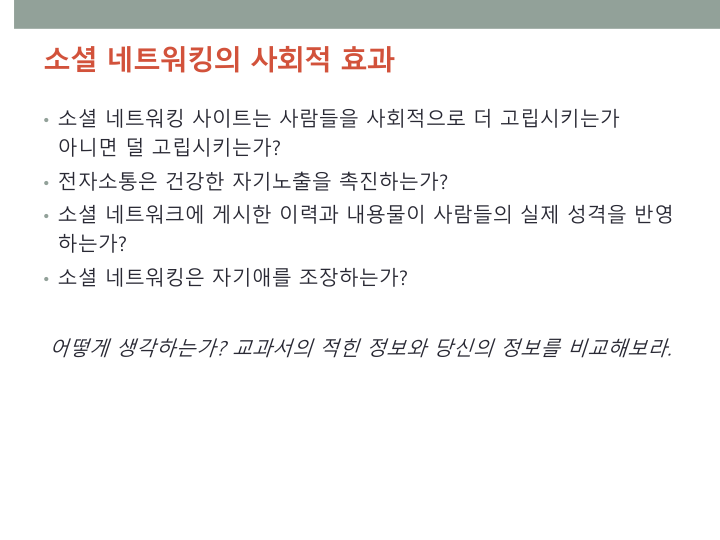 소셜 네트워킹의 사회적 효과
• 소셜 네트워킹 사이트는 사람들을 사회적으로 더 고립시키는가
아니면 덜 고립시키는가?
• 전자소통은 건강한 자기노출을 촉진하는가?
• 소셜 네트워크에 게시한 이력과 내용물이 사람들의 실제 성격을 반영
하는가?
• 소셜 네트워킹은 자기애를 조장하는가?
어떻게 생각하는가? 교과서의 적힌 정보와 당신의 정보를 비교해보라.